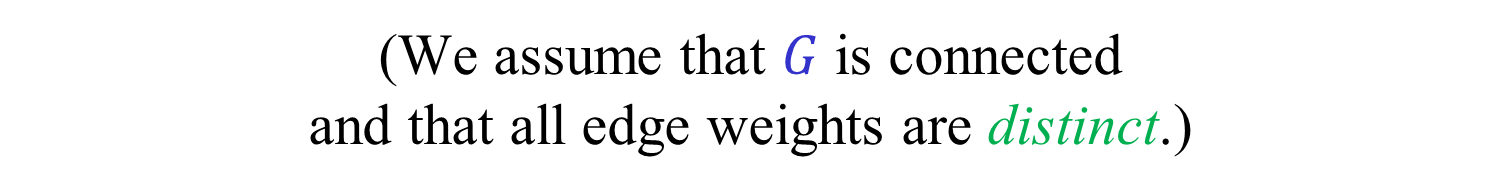 (We assume that G is connected
and that all edge weights are distinct.)